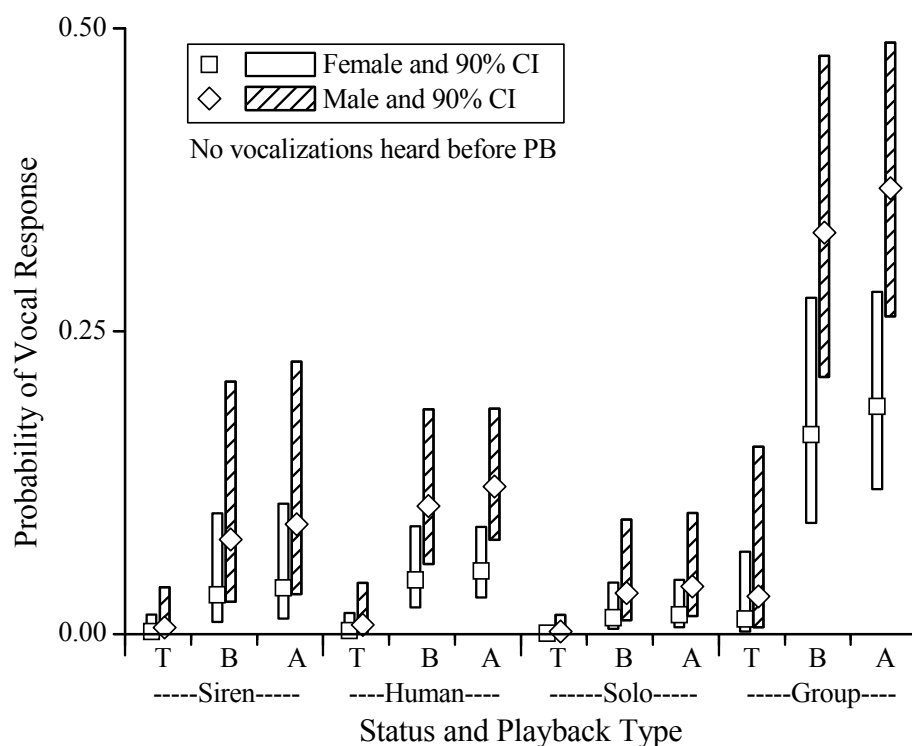 0.50
Female and 90% CI
Male and 90% CI
No vocalizations heard before PB
Probability of Vocal Response
0.25
0.00
T B A T B A T B A T B A
-----Siren----- ----Human---- -----Solo----- -----Group-----
Status and Playback Type